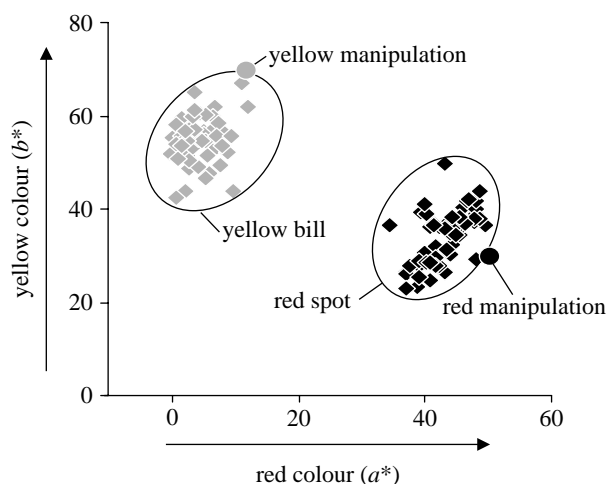 80
60
40
20
0
yellow colour (b*)
yellow manipulation
yellow bill
red spot
red manipulation
0
20
40
60
red colour (a*)